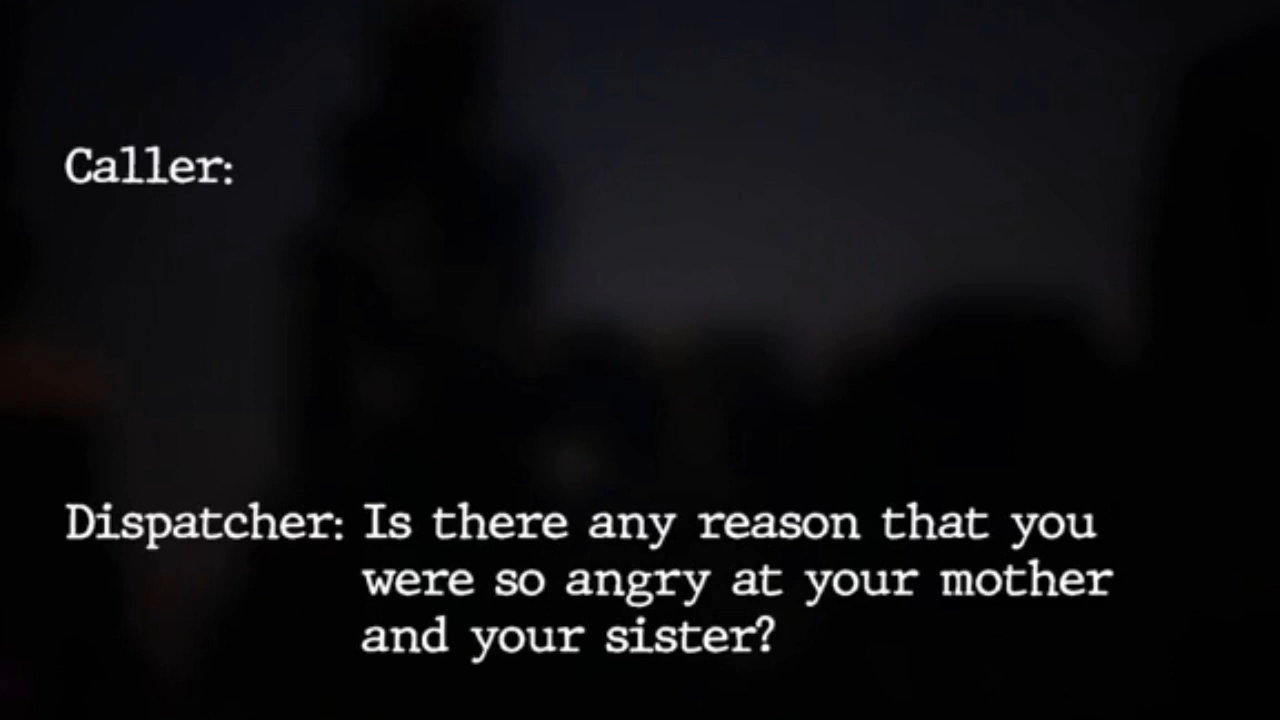 Caller:
Dispatcher: Is there any reason that you
were so angry at your mother
and your sister?